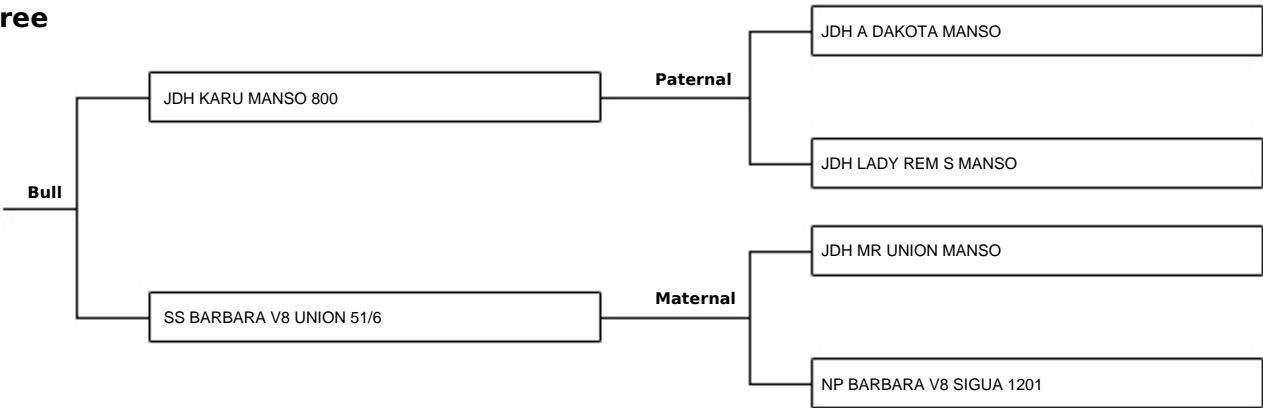 ree
JDH A DAKOTA MANSO
Paternal
JDH KARU MANSO 800
JDH LADY REM S MANSO
Bull
JDH MR UNION MANSO
Maternal
SS BARBARA V8 UNION 51/6
NP BARBARA V8 SIGUA 1201